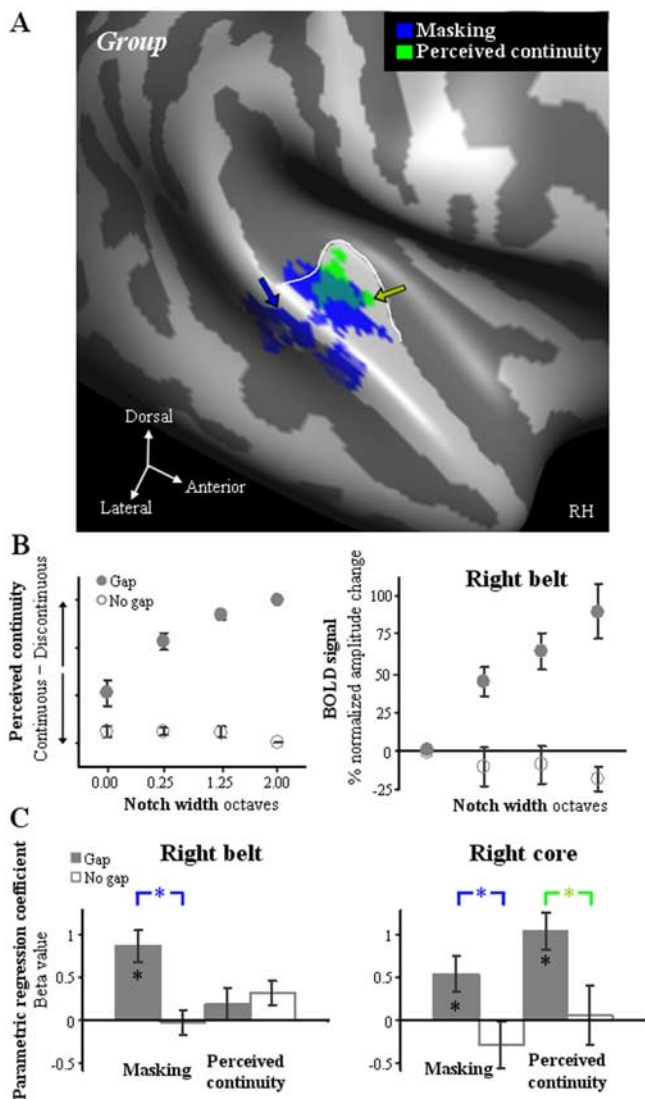 A
Group
Masking
Perceived continuity
Dorsal
Anterior
Lateral
RH
B
Perceived continuity
Continuous – Discontinuous
Gap
No gap
0.00 0.25 1.25 2.00
Notch width octaves
Right belt
BOLD signal
% normalized amplitude change
100
75
50
25
0
-25
Notch width octaves
C
Parametric regression coefficient
Beta value
Gap
No gap
Right belt
*
1
0.5
0
-0.5
*
Masking
Perceived
continuity
Right core
* *
1
0.5
0
-0.5
* *
Masking
Perceived
continuity